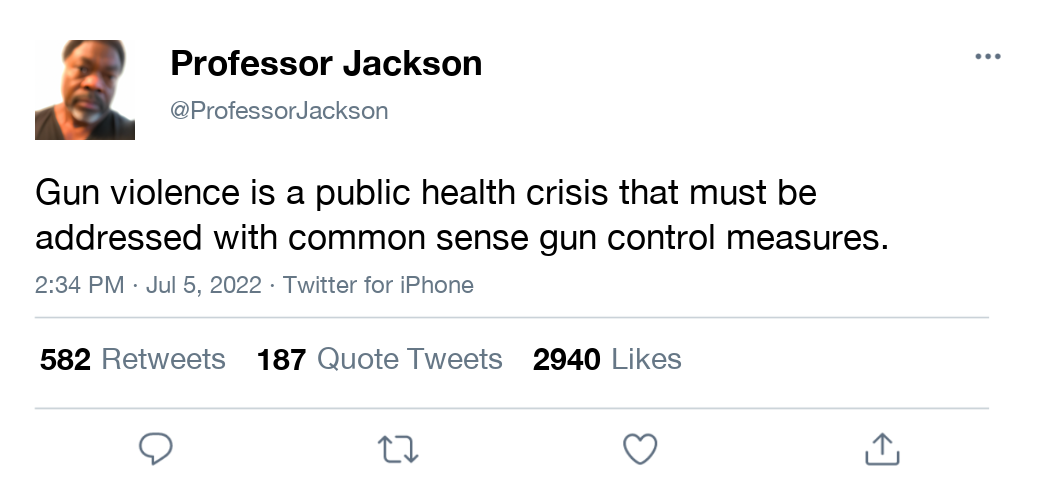 Professor Jackson
@ProfessorJackson
Gun violence is a public health crisis that must be
addressed with common sense gun control measures.
2:34 PM · Jul 5, 2022 · Twitter for iPhone
582 Retweets 187 Quote Tweets 2940 Likes